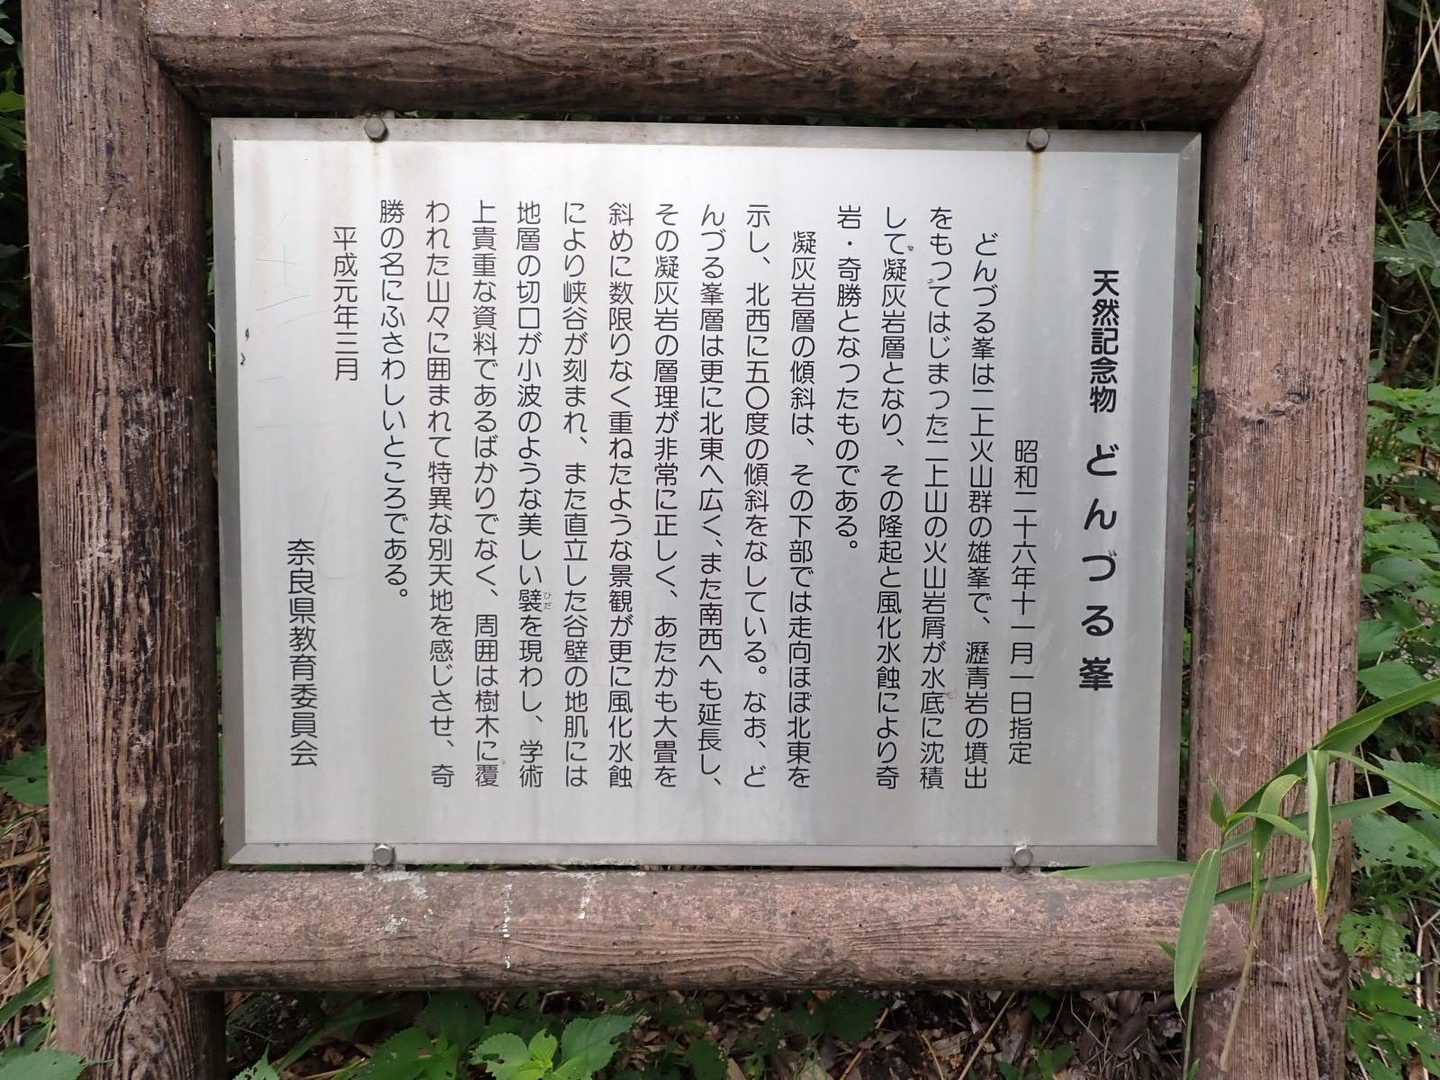 天然記念物 どんづる峯
昭和二十六年十一月一日指定
どんづる峯は二上火山群の雄峯で、瀝青岩の墳出
をもつてはじまった二上山の火山岩屑が水底に沈積
して凝灰岩層となり、その隆起と風化水蝕により奇
岩・奇勝となったものである。
凝灰岩層の傾斜は、その下部では走向ほぼ北東を
示し、北西に五〇度の傾斜をなしている。なお、ど
んづる峯層は更に北東へ広く、また南西へも延長し、
その凝灰岩の層理が非常に正しく、あたかも大畳を
斜めに数限りなく重ねたような景観が更に風化水蝕
により峡谷が刻まれ、また直立した谷壁の地肌には
地層の切口が小波のような美しい襞を現わし、学術
ひだ
上貴重な資料であるばかりでなく、周囲は樹木に覆
われた山々に囲まれて特異な別天地を感じさせ、奇
勝の名にふさわしいところである。
平成元年三月
奈良県教育委員会